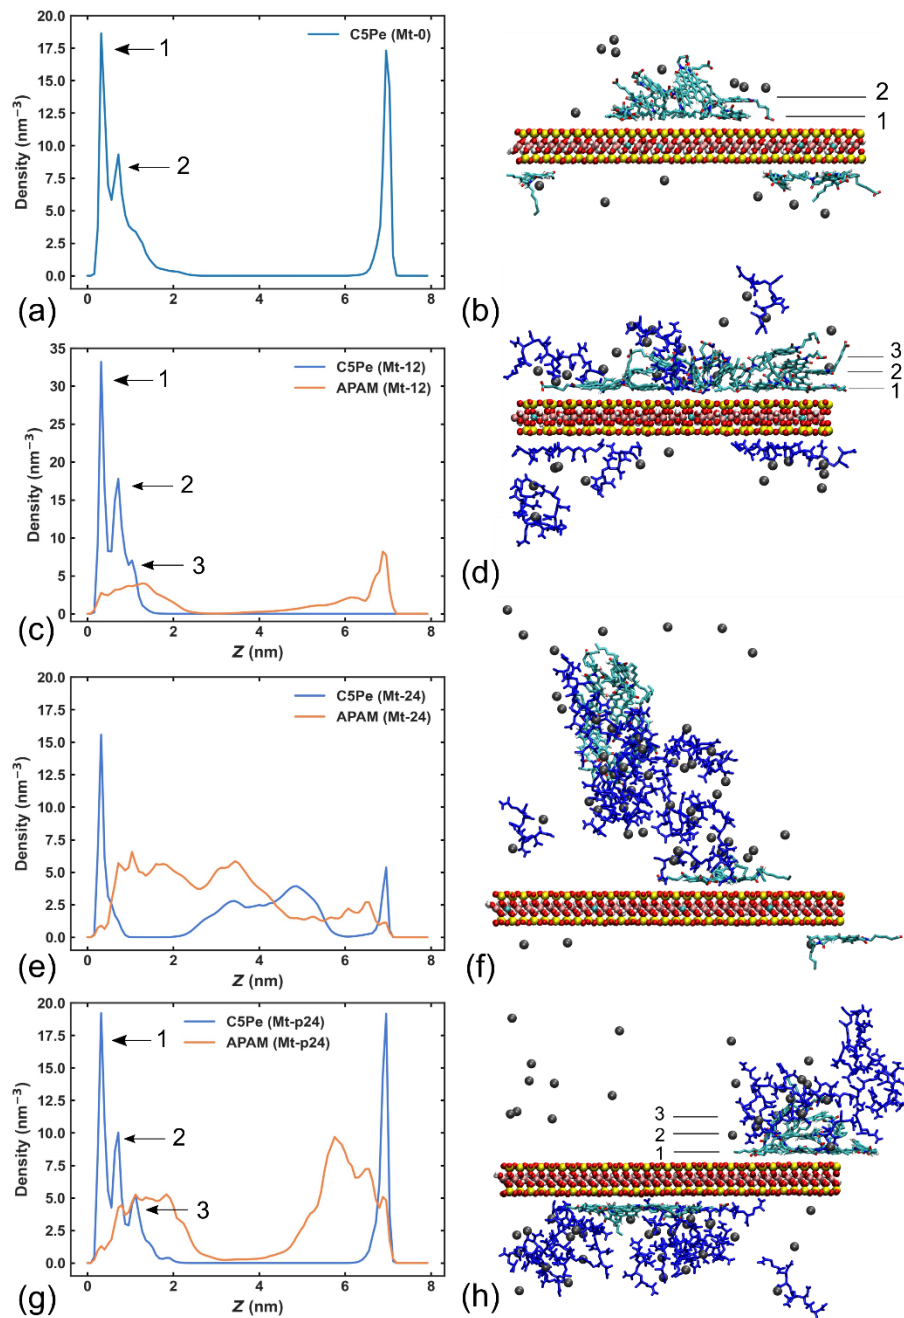 20.0
17.5
15.0
12.5
10.0
7.5
5.0
2.5
0.0
Density (nm⁻³)
C5Pe (Mt-0)
1
2
0 2 4 6 8
Z (nm)
(a)
2
1
(b)
35
30
25
20
15
10
5
0
Density (nm⁻³)
C5Pe (Mt-12)
APAM (Mt-12)
1
2
3
0 2 4 6 8
Z (nm)
(c)
3
2
1
(d)
20.0
17.5
15.0
12.5
10.0
7.5
5.0
2.5
0.0
Density (nm⁻³)
C5Pe (Mt-24)
APAM (Mt-24)
0 2 4 6 8
Z (nm)
(e)
(f)
20.0
17.5
15.0
12.5
10.0
7.5
5.0
2.5
0.0
Density (nm⁻³)
C5Pe (Mt-p24)
APAM (Mt-p24)
1
2
3
0 2 4 6 8
Z (nm)
(g)
3
2
1
(h)